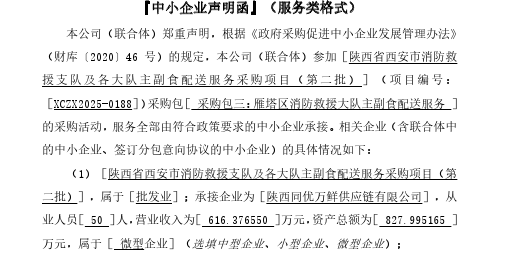 『中小企业声明函』（服务类格式）
本公司（联合体）郑重声明，根据《政府采购促进中小企业发展管理办法》
（财库〔2020〕46 号）的规定，本公司（联合体）参加［陕西省西安市消防救
援支队及各大队主副食配送服务采购项目（第二批）］（项目编号：
［XCZX2025-0188］）采购包［ 采购包三：雁塔区消防救援大队主副食配送服务 ］
的采购活动，服务全部由符合政策要求的中小企业承接。相关企业（含联合体中
的中小企业、签订分包意向协议的中小企业）的具体情况如下：
（1）［陕西省西安市消防救援支队及各大队主副食配送服务采购项目（第
二批）］，属于［批发业］；承接企业为［陕西同优万鲜供应链有限公司］，从
业人员［ 50 ］人，营业收入为［ 616.376550 ］万元，资产总额为［ 827.995165 ］
万元，属于［ 微型企业］（选填中型企业、小型企业、微型企业）；